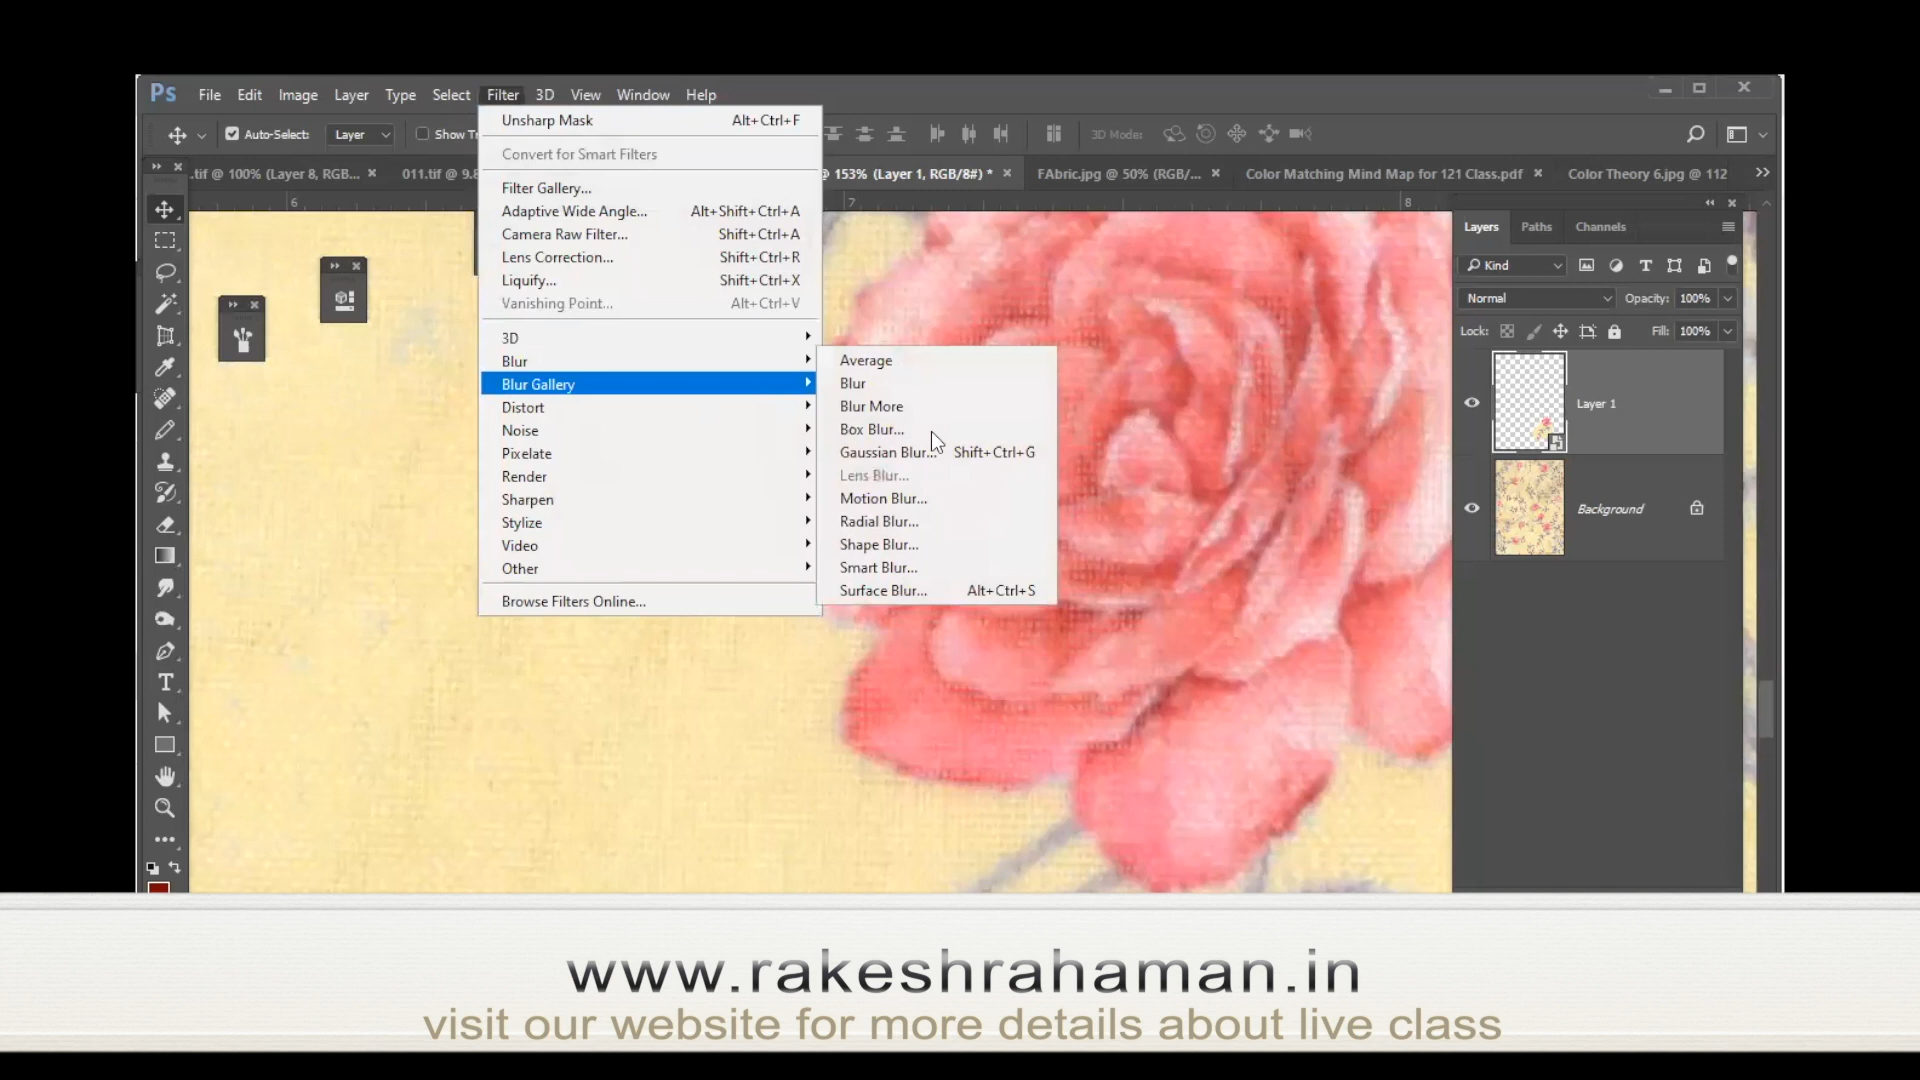 Ps File Edit Image Layer Type Select Filter 3D View Window Help
Auto-Select: Layer Show Tr 3D Mode:
.tif @ 100% (Layer 8, RGB... 011.tif @ 9.8 @ 153% (Layer 1, RGB/8#) * FAbric.jpg @ 50% (RGB/... Color Matching Mind Map for 121 Class.pdf Color Theory 6.jpg @ 112
6 7 8
Unsharp Mask Alt+Ctrl+F
Convert for Smart Filters
Filter Gallery...
Adaptive Wide Angle... Alt+Shift+Ctrl+A
Camera Raw Filter... Shift+Ctrl+A
Lens Correction... Shift+Ctrl+R
Liquify... Shift+Ctrl+X
Vanishing Point... Alt+Ctrl+V
3D
Blur
Blur Gallery
Distort
Noise
Pixelate
Render
Sharpen
Stylize
Video
Other
Browse Filters Online...
Average
Blur
Blur More
Box Blur...
Gaussian Blur... Shift+Ctrl+G
Lens Blur...
Motion Blur...
Radial Blur...
Shape Blur...
Smart Blur...
Surface Blur... Alt+Ctrl+S
Layers Paths Channels
Kind
Normal Opacity: 100%
Lock: Fill: 100%
Layer 1
Background
www.rakeshrahaman.in
visit our website for more details about live class